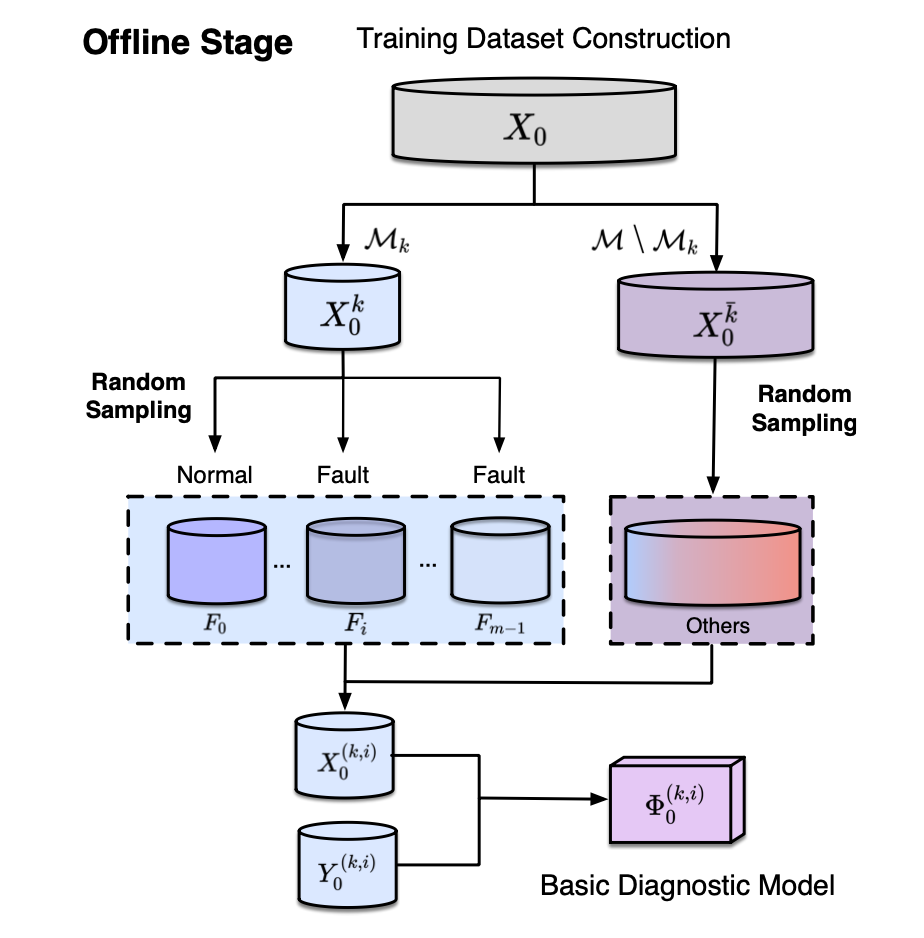 Offline Stage
Training Dataset Construction
$X_0$
$\mathcal{M}_k$
$\mathcal{M} \setminus \mathcal{M}_k$
$X_0^k$
$X_0^{\bar{k}}$
Random
Sampling
Random
Sampling
Normal Fault Fault
... ...
$F_0$ $F_i$ $F_{m-1}$
Others
$X_0^{(k,i)}$
$\Phi_0^{(k,i)}$
$Y_0^{(k,i)}$
Basic Diagnostic Model